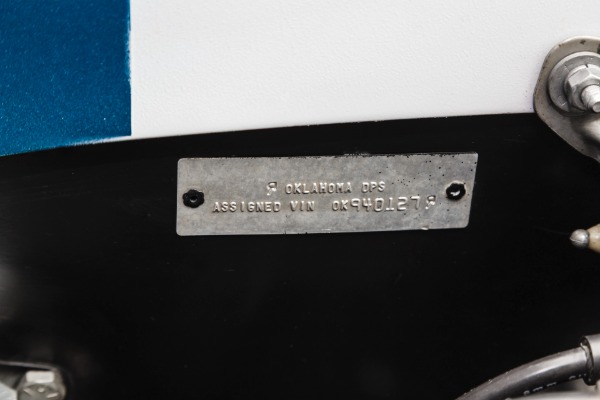 OKLAHOMA DPS
ASSIGNED VIN OK940127